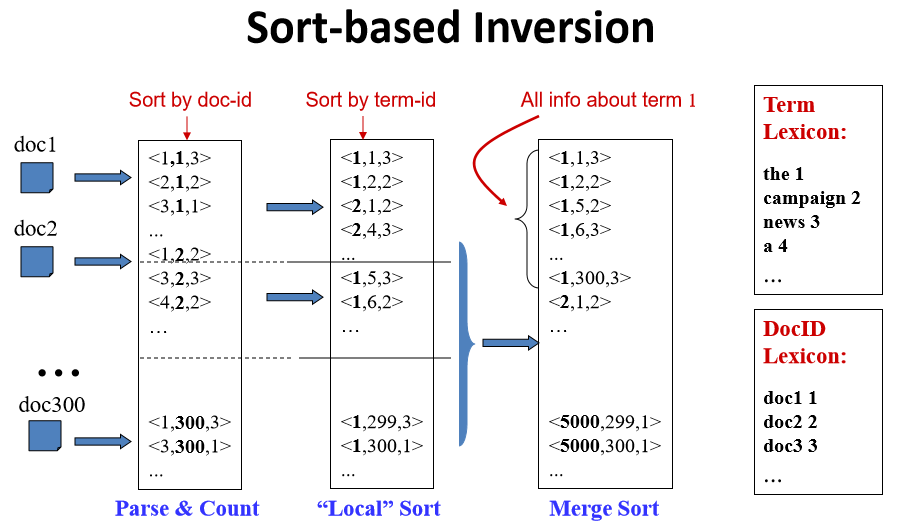 Sort-based Inversion
Sort by doc-id
Sort by term-id
All info about term 1
doc1
doc2
...
doc300
<1,1,3>
<2,1,2>
<3,1,1>
...
<1,2,2>
<3,2,3>
<4,2,2>
…
<1,300,3>
<3,300,1>
...
Parse & Count
<1,1,3>
<1,2,2>
<2,1,2>
<2,4,3>
...
<1,5,3>
<1,6,2>
…
<1,299,3>
<1,300,1>
...
“Local” Sort
<1,1,3>
<1,2,2>
<1,5,2>
<1,6,3>
...
<1,300,3>
<2,1,2>
…
<5000,299,1>
<5000,300,1>
...
Merge Sort
Term
Lexicon:
the 1
campaign 2
news 3
a 4
…
DocID
Lexicon:
doc1 1
doc2 2
doc3 3
…